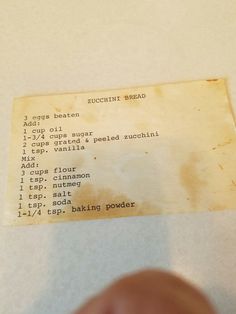 ZUCCHINI BREAD
3 eggs beaten
Add:
1 cup oil
1-3/4 cups sugar
2 cups grated & peeled zucchini
1 tsp. vanilla
Mix
Add:
3 cups flour
1 tsp. cinnamon
1 tsp. nutmeg
1 tsp. salt
1 tsp. soda
1-1/4 tsp. baking powder